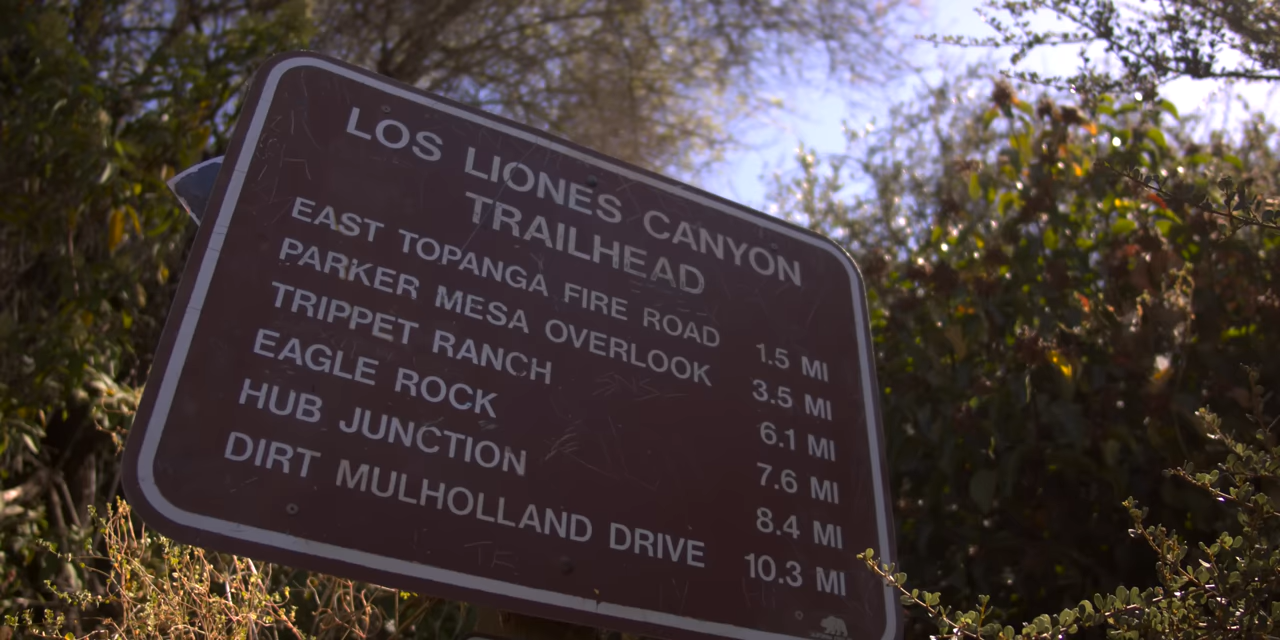 LOS LIONES CANYON
TRAILHEAD
EAST TOPANGA FIRE ROAD 1.5 MI
PARKER MESA OVERLOOK 3.5 MI
TRIPPET RANCH 6.1 MI
EAGLE ROCK 7.6 MI
HUB JUNCTION 8.4 MI
DIRT MULHOLLAND DRIVE 10.3 MI